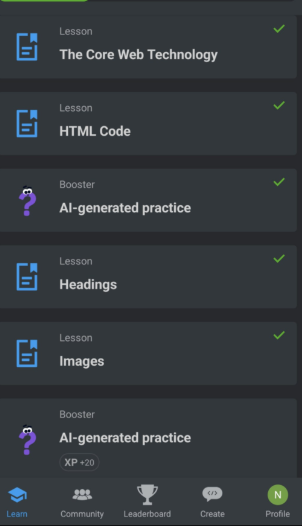 Lesson
The Core Web Technology
Lesson
HTML Code
Booster
AI-generated practice
Lesson
Headings
Lesson
Images
Booster
AI-generated practice
XP +20
N
Learn Community Leaderboard Create Profile